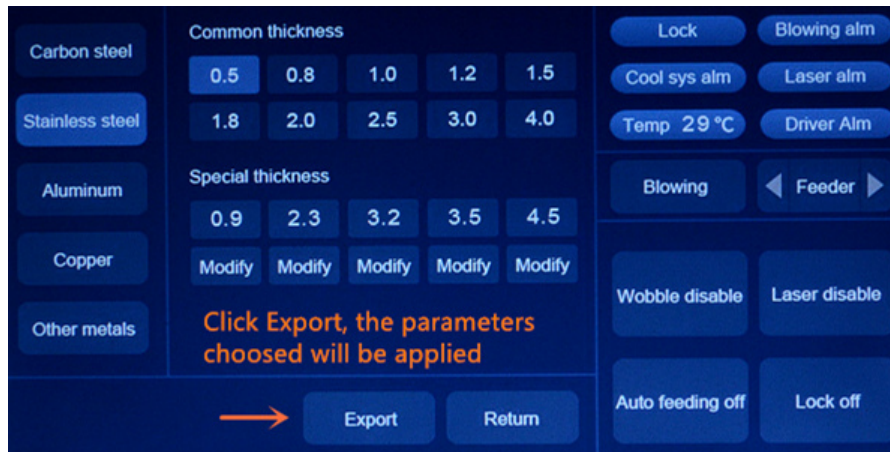 Carbon steel
Stainless steel
Aluminum
Copper
Other metals
Common thickness
0.5 0.8 1.0 1.2 1.5
1.8 2.0 2.5 3.0 4.0
Special thickness
0.9 2.3 3.2 3.5 4.5
Modify Modify Modify Modify Modify
Click Export, the parameters
choosed will be applied
Export Return
Lock Blowing alm
Cool sys alm Laser alm
Temp 29℃ Driver Alm
Blowing Feeder
Wobble disable Laser disable
Auto feeding off Lock off